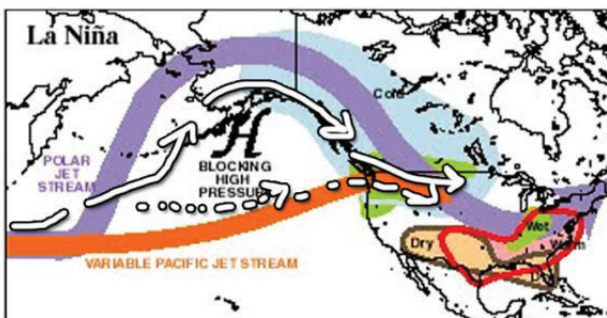 La Niña
Cold
H
POLAR
JET
STREAM
BLOCKING
HIGH
PRESSURE
VARIABLE PACIFIC JET STREAM
Wet
Dry
Warm